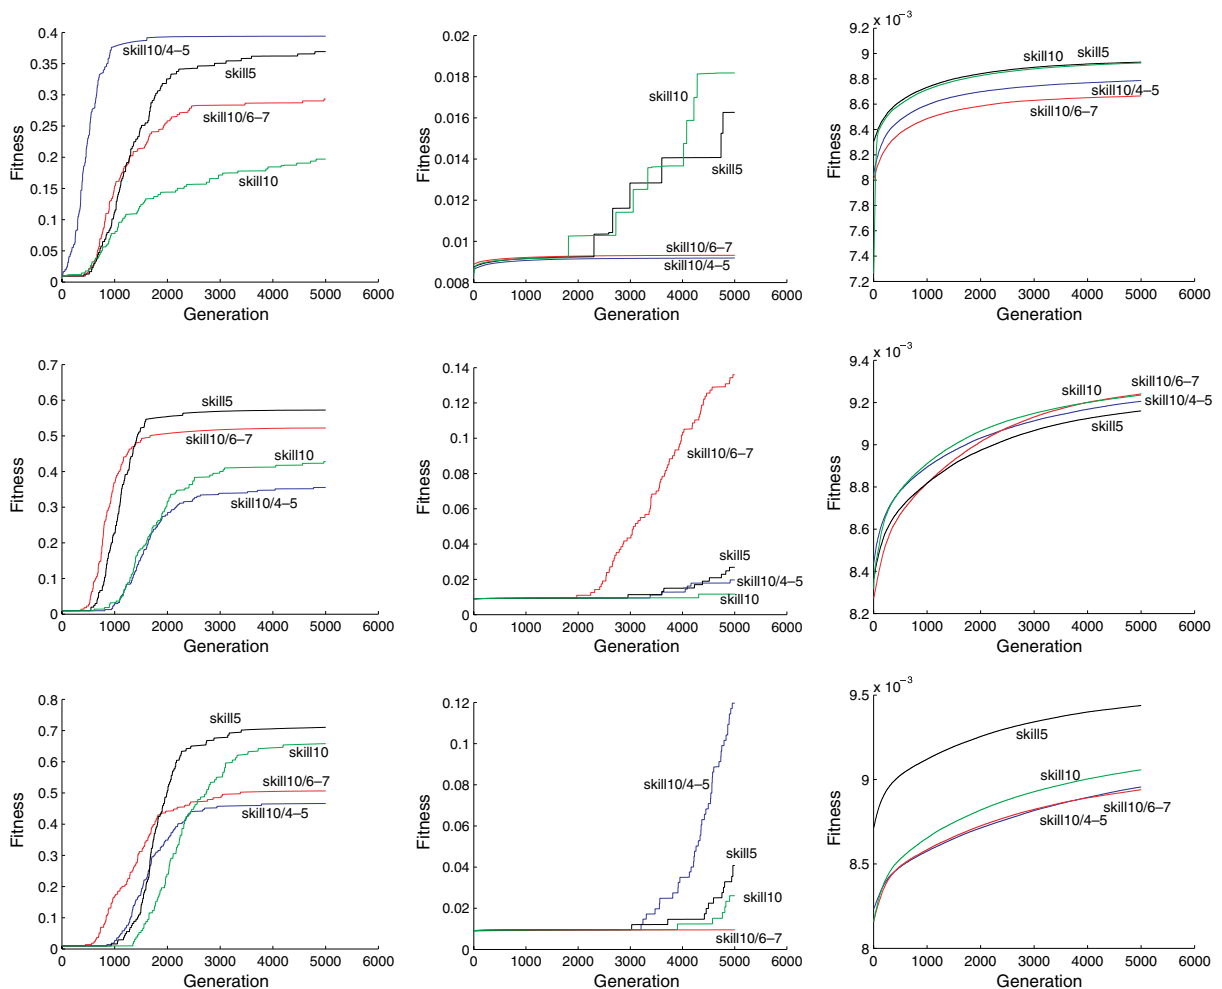 0.4
0.35
0.3
0.25
0.2
0.15
0.1
0.05
0
Fitness
skill10/4–5
skill5
skill10/6–7
skill10
0 1000 2000 3000 4000 5000 6000
Generation
0.02
0.018
0.016
0.014
0.012
0.01
0.008
Fitness
skill10
skill5
skill10/6–7
skill10/4–5
0 1000 2000 3000 4000 5000 6000
Generation
x 10⁻³
9.2
9
8.8
8.6
8.4
8.2
8
7.8
7.6
7.4
7.2
Fitness
skill10 skill5
skill10/4–5
skill10/6–7
0 1000 2000 3000 4000 5000 6000
Generation
0.7
0.6
0.5
0.4
0.3
0.2
0.1
0
Fitness
skill5
skill10/6–7
skill10
skill10/4–5
0 1000 2000 3000 4000 5000 6000
Generation
0.14
0.12
0.1
0.08
0.06
0.04
0.02
0
Fitness
skill10/6–7
skill5
skill10/4–5
skill10
0 1000 2000 3000 4000 5000 6000
Generation
x 10⁻³
9.4
9.2
9
8.8
8.6
8.4
8.2
Fitness
skill10/6–7
skill10
skill10/4–5
skill5
0 1000 2000 3000 4000 5000 6000
Generation
0.8
0.7
0.6
0.5
0.4
0.3
0.2
0.1
0
Fitness
skill5
skill10
skill10/6–7
skill10/4–5
0 1000 2000 3000 4000 5000 6000
Generation
0.12
0.1
0.08
0.06
0.04
0.02
0
Fitness
skill10/4–5
skill5
skill10
skill10/6–7
0 1000 2000 3000 4000 5000 6000
Generation
x 10⁻³
9.5
9
8.5
8
Fitness
skill5
skill10
skill10/6–7
skill10/4–5
0 1000 2000 3000 4000 5000 6000
Generation